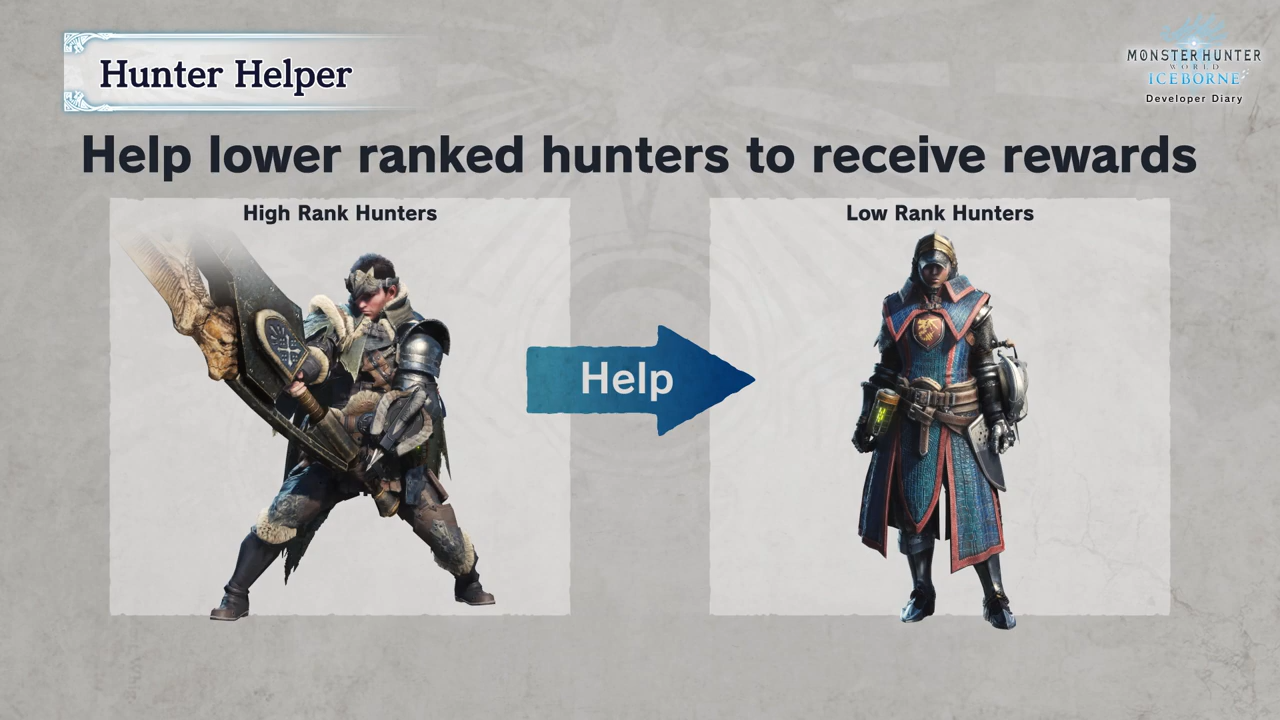 Hunter Helper
MONSTER HUNTER
WORLD
ICEBORNE
Developer Diary
Help lower ranked hunters to receive rewards
High Rank Hunters
Low Rank Hunters
Help